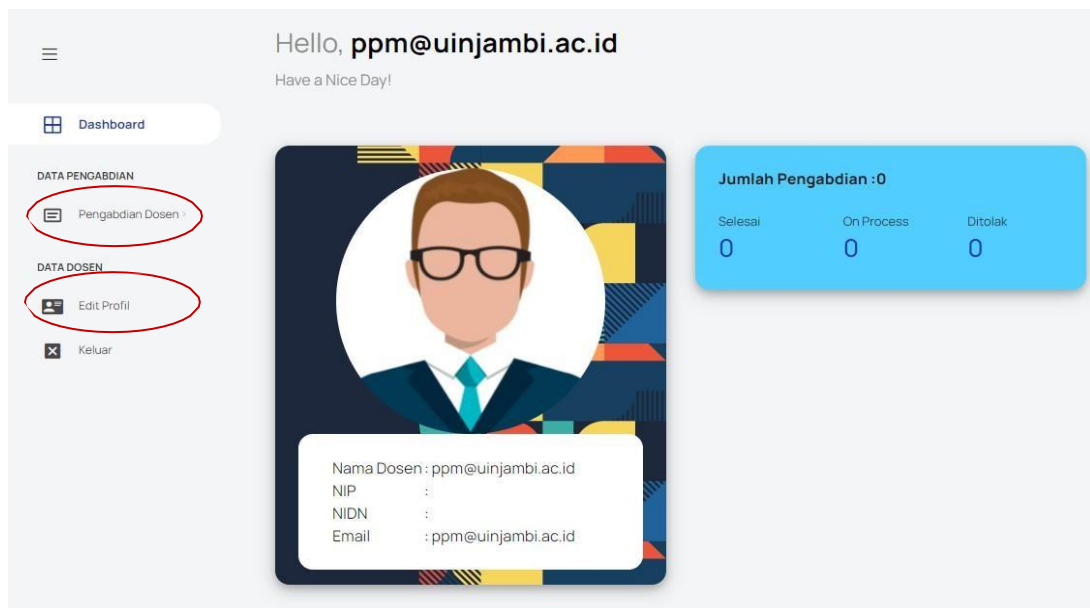 Hello, ppm@uinjambi.ac.id
Have a Nice Day!
Dashboard
DATA PENGABDIAN
Pengabdian Dosen >
DATA DOSEN
Edit Profil
Keluar
Nama Dosen : ppm@uinjambi.ac.id
NIP :
NIDN :
Email : ppm@uinjambi.ac.id
Jumlah Pengabdian :0
Selesai On Process Ditolak
0 0 0